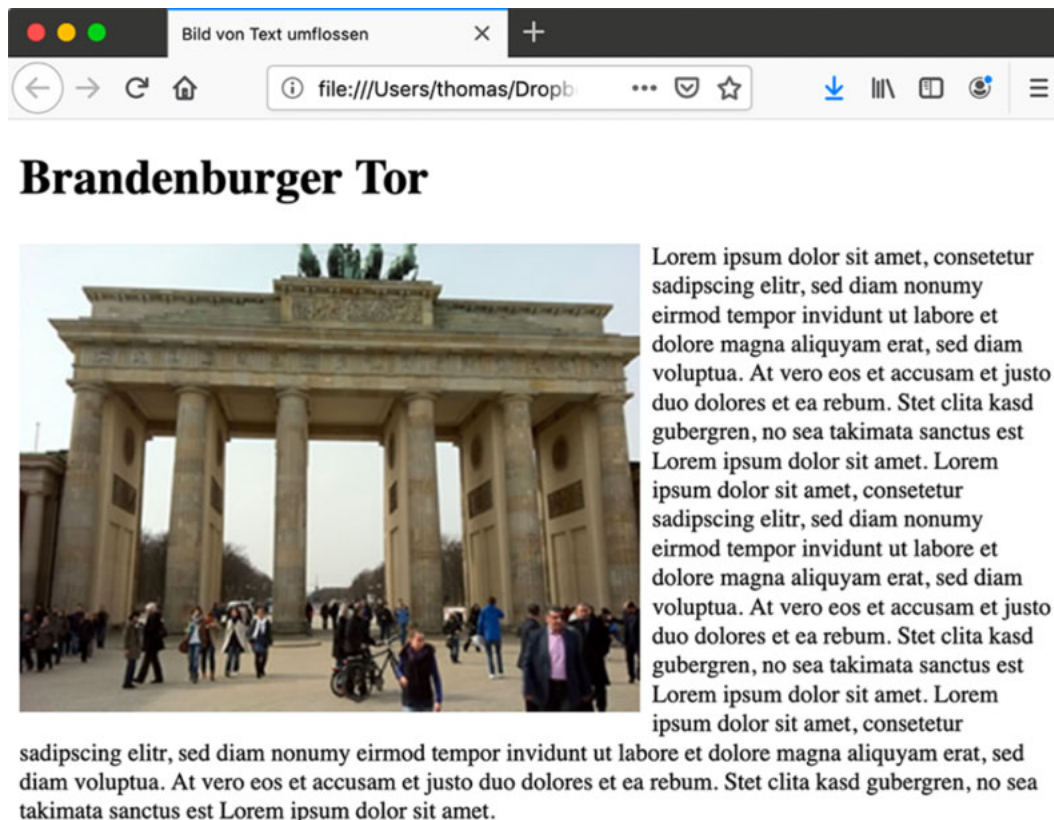 Bild von Text umflossen
file:///Users/thomas/Dropb
Brandenburger Tor
Lorem ipsum dolor sit amet, consetetur
sadipscing elitr, sed diam nonumy
eirmod tempor invidunt ut labore et
dolore magna aliquyam erat, sed diam
voluptua. At vero eos et accusam et justo
duo dolores et ea rebum. Stet clita kasd
gubergren, no sea takimata sanctus est
Lorem ipsum dolor sit amet. Lorem
ipsum dolor sit amet, consetetur
sadipscing elitr, sed diam nonumy
eirmod tempor invidunt ut labore et
dolore magna aliquyam erat, sed diam
voluptua. At vero eos et accusam et justo
duo dolores et ea rebum. Stet clita kasd
gubergren, no sea takimata sanctus est
Lorem ipsum dolor sit amet. Lorem
ipsum dolor sit amet, consetetur
sadipscing elitr, sed diam nonumy eirmod tempor invidunt ut labore et dolore magna aliquyam erat, sed
diam voluptua. At vero eos et accusam et justo duo dolores et ea rebum. Stet clita kasd gubergren, no sea
takimata sanctus est Lorem ipsum dolor sit amet.